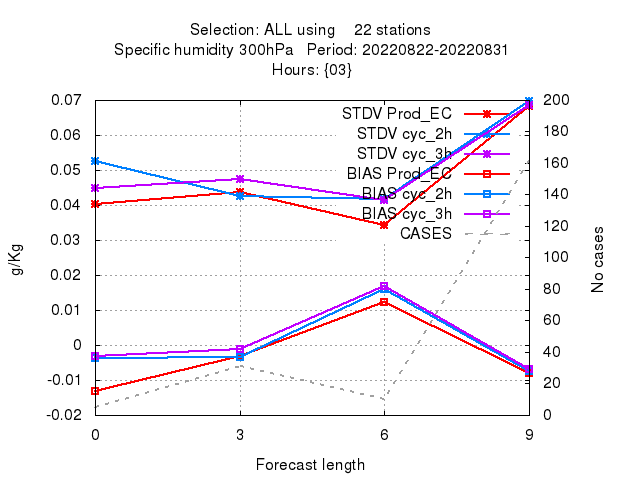 Selection: ALL using 22 stations
Specific humidity 300hPa Period: 20220822-20220831
Hours: {03}
0.07
0.06
0.05
0.04
0.03
0.02
0.01
0
-0.01
-0.02
g/Kg
STDV Prod_EC
STDV cyc_2h
STDV cyc_3h
BIAS Prod_EC
BIAS cyc_2h
BIAS cyc_3h
CASES
200
180
160
140
120
100
80
60
40
20
0
No cases
0 3 6 9
Forecast length